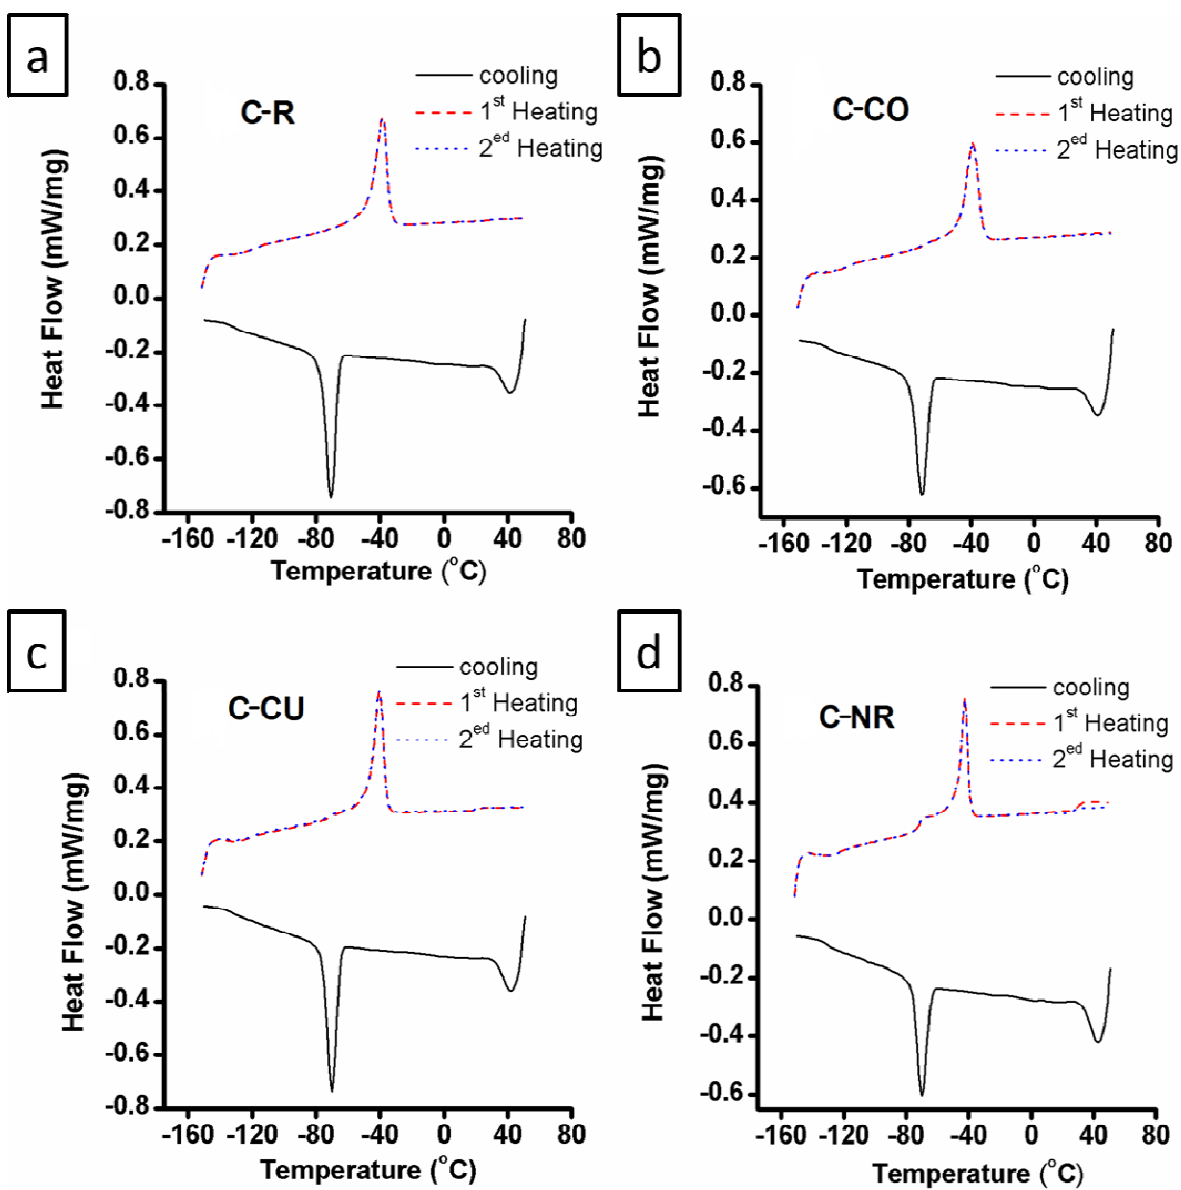 a
C-R
cooling
1st Heating
2ed Heating
Heat Flow (mW/mg)
0.8
0.6
0.4
0.2
0.0
-0.2
-0.4
-0.6
-0.8
-160 -120 -80 -40 0 40 80
Temperature (°C)
b
C-CO
cooling
1st Heating
2ed Heating
Heat Flow (mW/mg)
0.8
0.6
0.4
0.2
0.0
-0.2
-0.4
-0.6
-160 -120 -80 -40 0 40 80
Temperature (°C)
c
C-CU
cooling
1st Heating
2ed Heating
Heat Flow (mW/mg)
0.8
0.6
0.4
0.2
0.0
-0.2
-0.4
-0.6
-0.8
-160 -120 -80 -40 0 40 80
Temperature (°C)
d
C-NR
cooling
1st Heating
2ed Heating
Heat Flow (mW/mg)
0.8
0.6
0.4
0.2
0.0
-0.2
-0.4
-0.6
-160 -120 -80 -40 0 40 80
Temperature (°C)